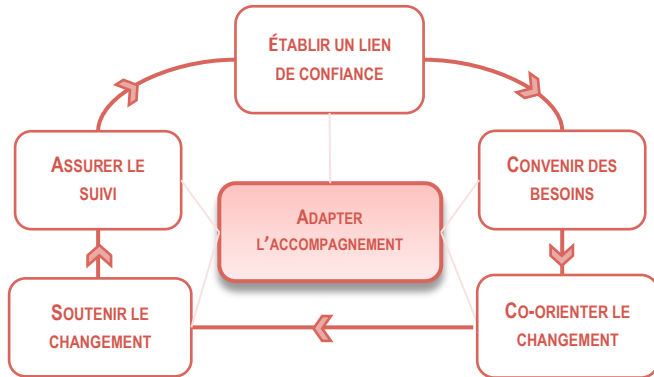 ÉTABLIR UN LIEN
DE CONFIANCE
ASSURER LE
SUIVI
CONVENIR DES
BESOINS
ADAPTER
L'ACCOMPAGNEMENT
SOUTENIR LE
CHANGEMENT
CO-ORIENTER LE
CHANGEMENT